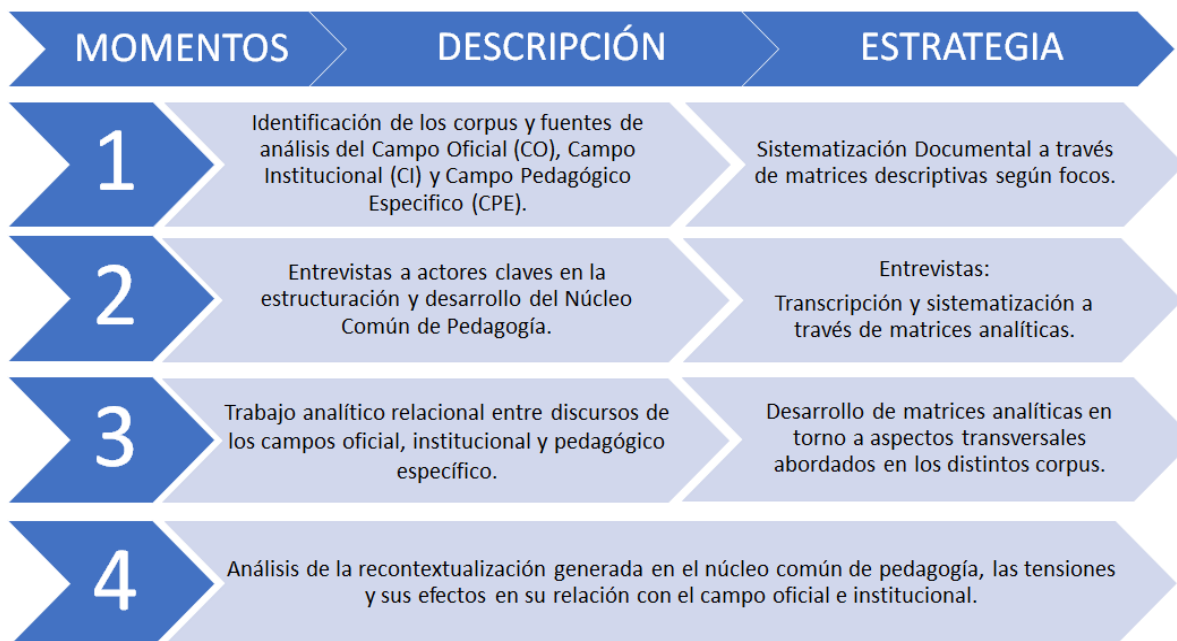 MOMENTOS DESCRIPCIÓN ESTRATEGIA
1
Identificación de los corpus y fuentes de
análisis del Campo Oficial (CO), Campo
Institucional (CI) y Campo Pedagógico
Especifico (CPE).
Sistematización Documental a través
de matrices descriptivas según focos.
2
Entrevistas a actores claves en la
estructuración y desarrollo del Núcleo
Común de Pedagogía.
Entrevistas:
Transcripción y sistematización a
través de matrices analíticas.
3
Trabajo analítico relacional entre discursos de
los campos oficial, institucional y pedagógico
específico.
Desarrollo de matrices analíticas en
torno a aspectos transversales
abordados en los distintos corpus.
4
Análisis de la recontextualización generada en el núcleo común de pedagogía, las tensiones
y sus efectos en su relación con el campo oficial e institucional.